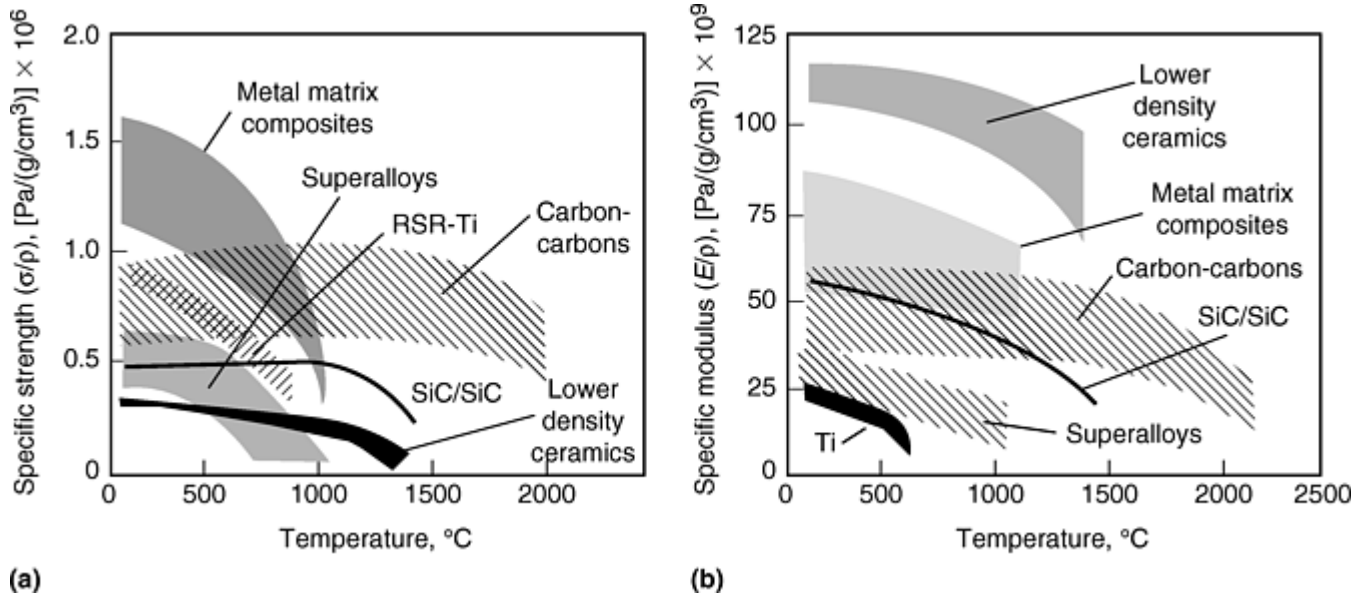 Specific strength (σ/ρ), [Pa/(g/cm³)] × 10⁶
2.0
1.5
1.0
0.5
0
Metal matrix
composites
Superalloys
RSR-Ti
Carbon-
carbons
SiC/SiC
Lower
density
ceramics
0
500
1000
1500
2000
Temperature, °C
(a)
Specific modulus (E/ρ), [Pa/(g/cm³)] × 10⁹
125
100
75
50
25
0
Lower
density
ceramics
Metal matrix
composites
Carbon-carbons
SiC/SiC
Superalloys
Ti
0
500
1000
1500
2000
2500
Temperature, °C
(b)